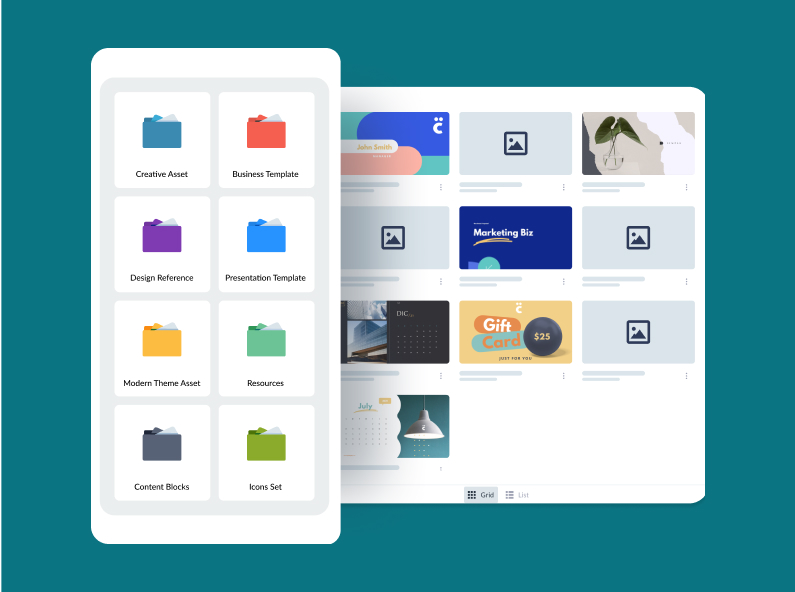 Creative Asset
Business Template
Design Reference
Presentation Template
Modern Theme Asset
Resources
Content Blocks
Icons Set
John Smith
Marketing Biz
Gift
Card
$25
JUST FOR YOU
July
Grid
List